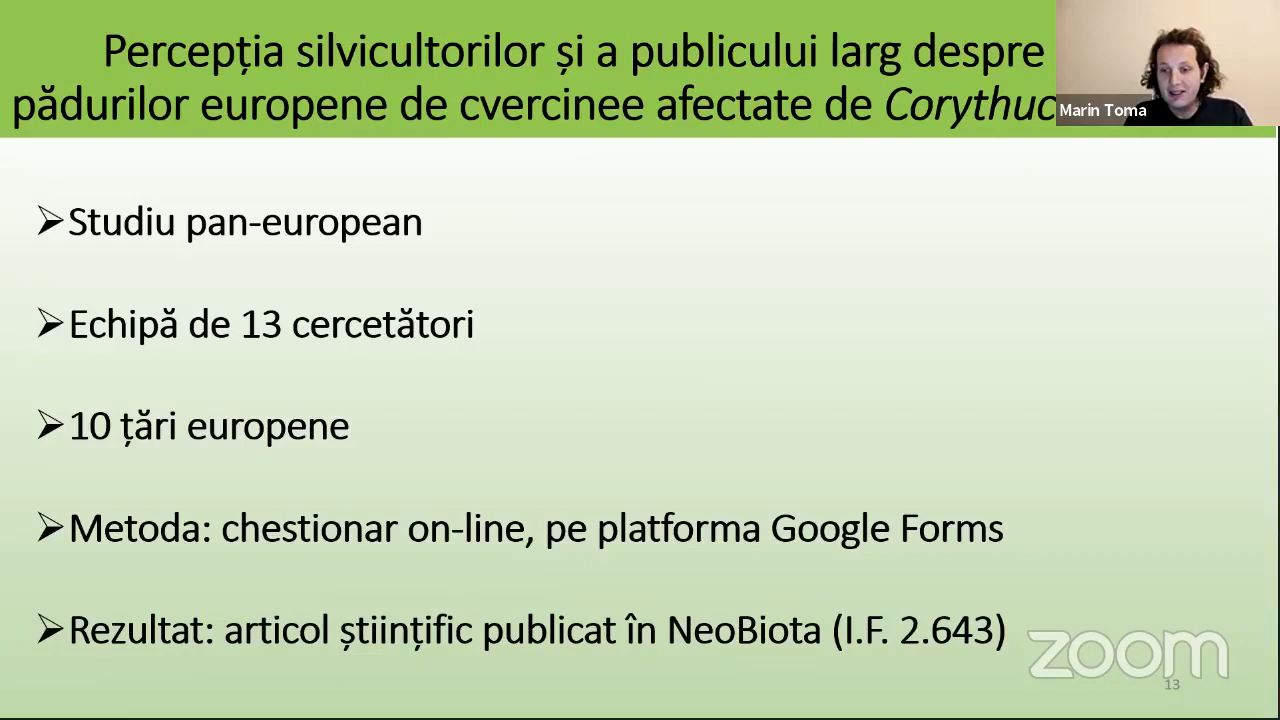 Percepția silvicultorilor și a publicului larg despre
pădurilor europene de cvercinee afectate de Corythuc
Marin Toma
➢Studiu pan-european
➢Echipă de 13 cercetători
➢10 țări europene
➢Metoda: chestionar on-line, pe platforma Google Forms
➢Rezultat: articol științific publicat în NeoBiota (I.F. 2.643)
zoom
13